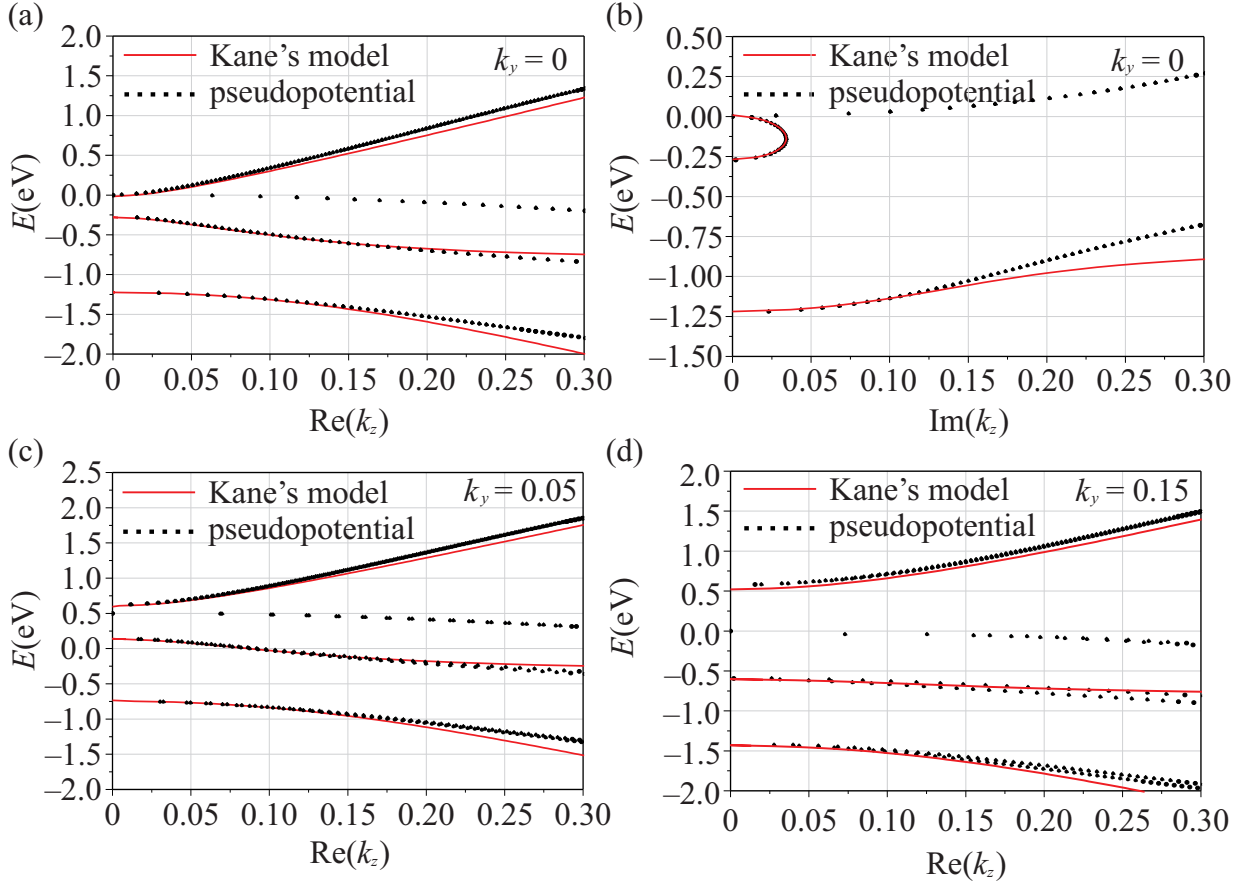 (a)
2.0
1.5
1.0
0.5
0.0
–0.5
–1.0
–1.5
–2.0
E(eV)
Kane's model
pseudopotential
k_y = 0
0 0.05 0.10 0.15 0.20 0.25 0.30
Re(k_z)
(b)
0.50
0.25
0.00
–0.25
–0.50
–0.75
–1.00
–1.25
–1.50
E(eV)
Kane's model
pseudopotential
k_y = 0
0 0.05 0.10 0.15 0.20 0.25 0.30
Im(k_z)
(c)
2.5
2.0
1.5
1.0
0.5
0.0
–0.5
–1.0
–1.5
–2.0
E(eV)
Kane's model
pseudopotential
k_y = 0.05
0 0.05 0.10 0.15 0.20 0.25 0.30
Re(k_z)
(d)
2.0
1.5
1.0
0.5
0.0
–0.5
–1.0
–1.5
–2.0
E(eV)
Kane's model
pseudopotential
k_y = 0.15
0 0.05 0.10 0.15 0.20 0.25 0.30
Re(k_z)